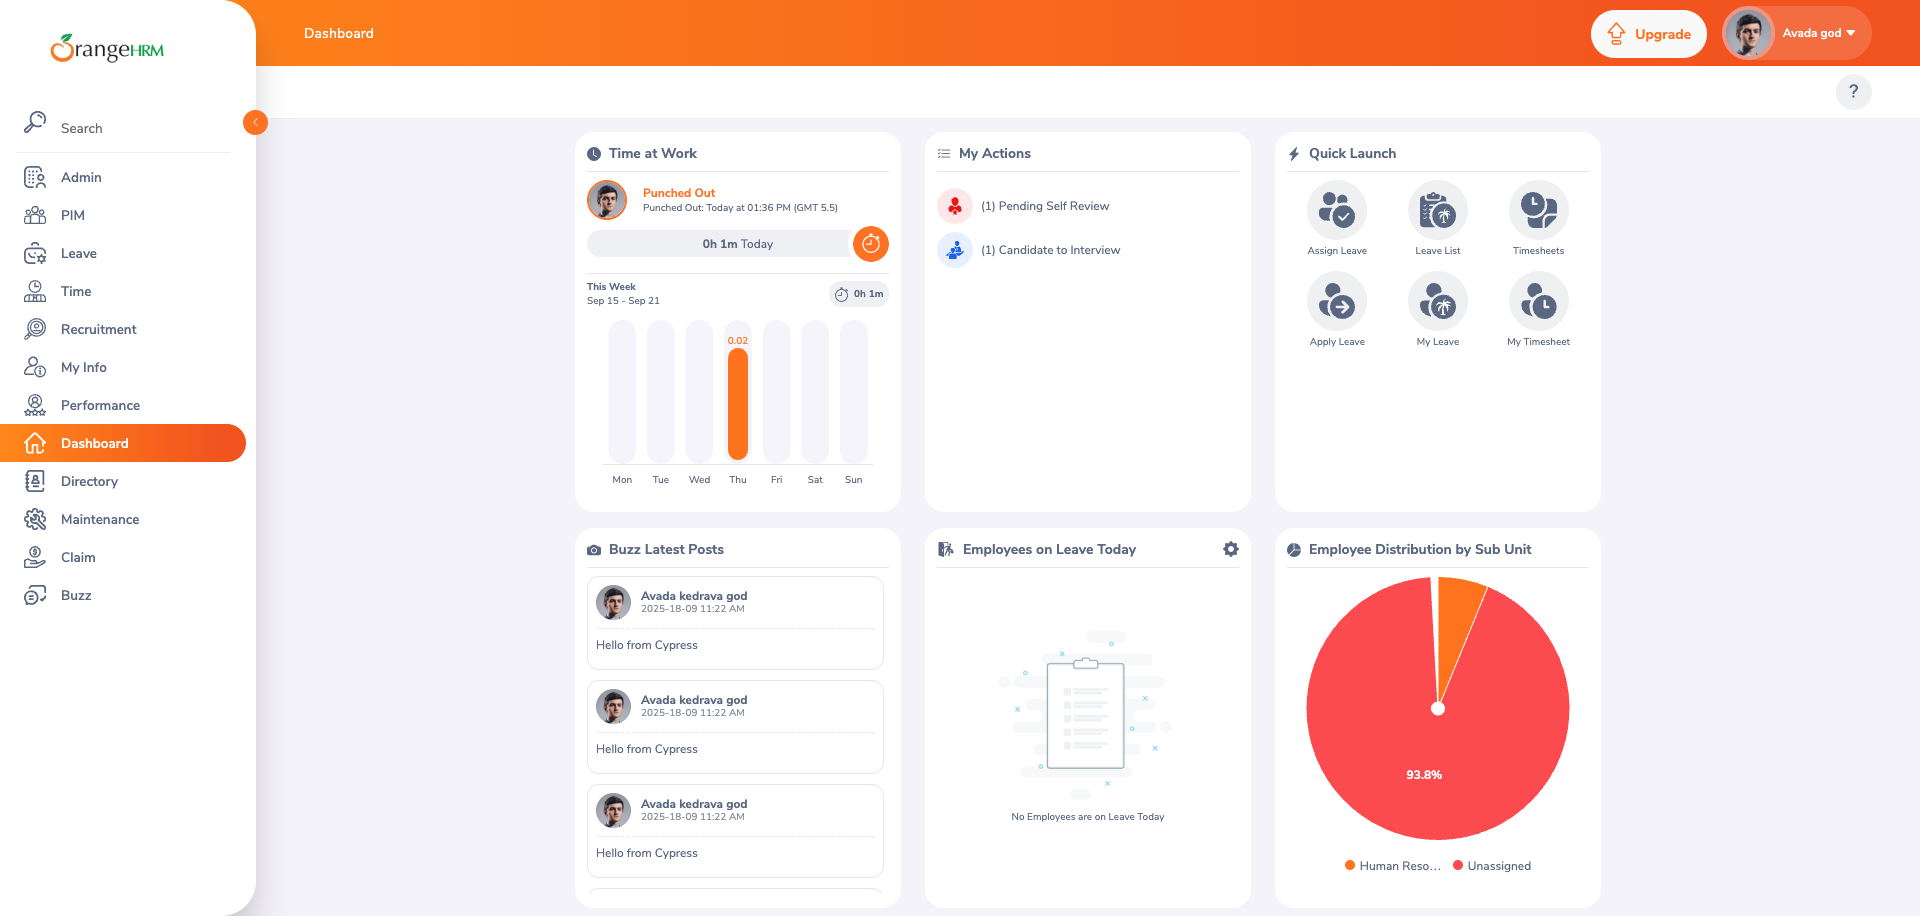 OrangeHRM
Dashboard
Upgrade
Avada god
?
Search
Admin
PIM
Leave
Time
Recruitment
My Info
Performance
Dashboard
Directory
Maintenance
Claim
Buzz
Time at Work
Punched Out
Punched Out: Today at 01:36 PM (GMT 5.5)
0h 1m Today
This Week
Sep 15 - Sep 21
0h 1m
0.02
Mon Tue Wed Thu Fri Sat Sun
My Actions
(1) Pending Self Review
(1) Candidate to Interview
Quick Launch
Assign Leave
Leave List
Timesheets
Apply Leave
My Leave
My Timesheet
Buzz Latest Posts
Avada kedrava god
2025-18-09 11:22 AM
Hello from Cypress
Avada kedrava god
2025-18-09 11:22 AM
Hello from Cypress
Avada kedrava god
2025-18-09 11:22 AM
Hello from Cypress
Employees on Leave Today
No Employees are on Leave Today
Employee Distribution by Sub Unit
93.8%
Human Reso... Unassigned